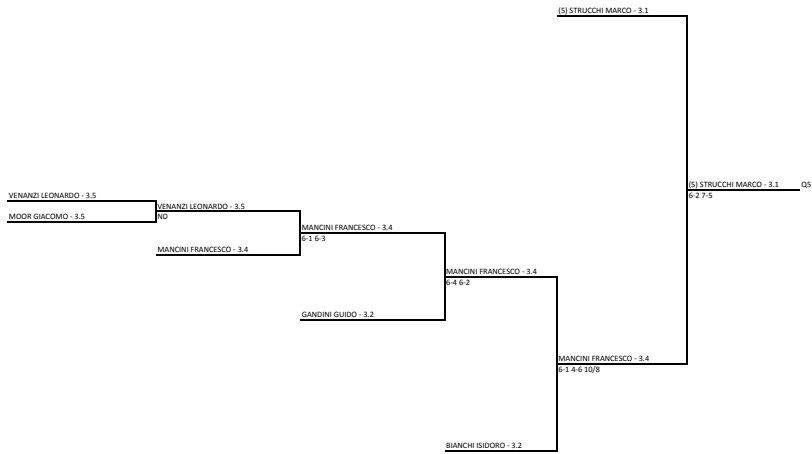 (5) STRUCCHI MARCO - 3.1
(5) STRUCCHI MARCO - 3.1 Q5
6-2 7-5
VENANZI LEONARDO - 3.5
VENANZI LEONARDO - 3.5
MOOR GIACOMO - 3.5
ND
MANCINI FRANCESCO - 3.4
6-1 6-3
MANCINI FRANCESCO - 3.4
MANCINI FRANCESCO - 3.4
6-4 6-2
GANDINI GUIDO - 3.2
MANCINI FRANCESCO - 3.4
6-1 4-6 10/8
BIANCHI ISIDORO - 3.2